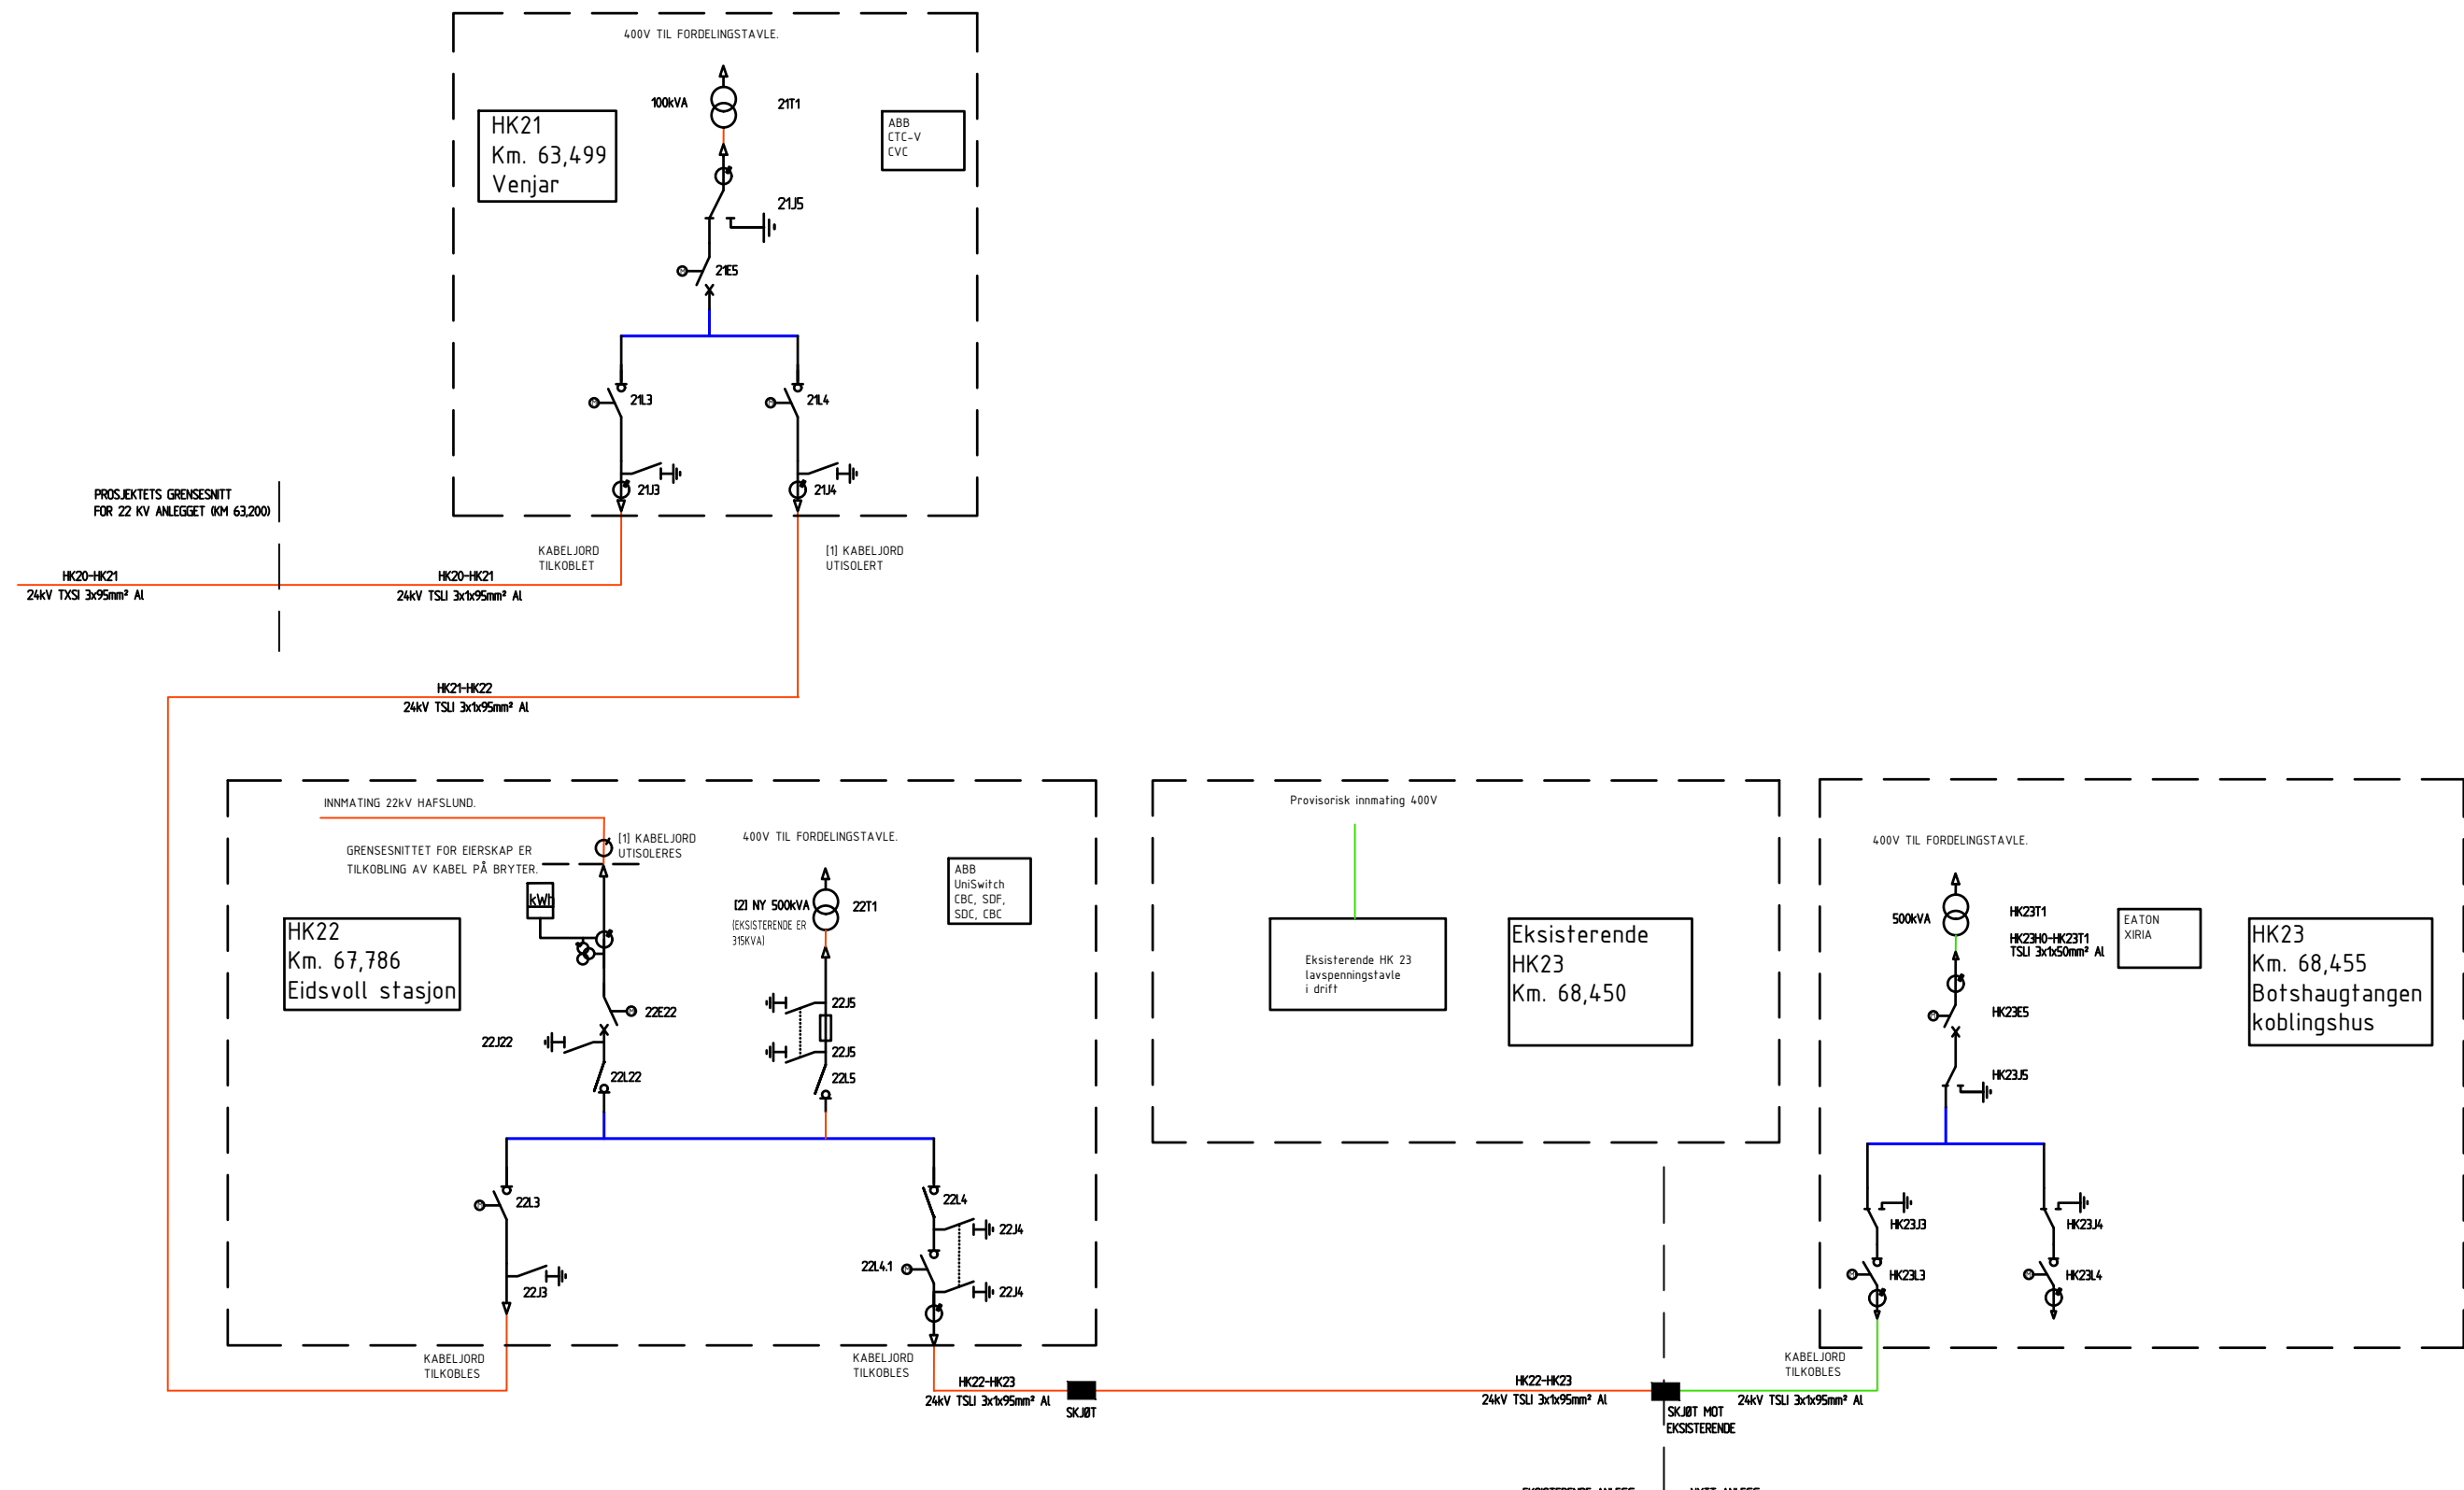 400V TIL FORDELINGSTAVLE.
100kVA
21T1
HK21
Km. 63,499
Venjar
ABB
CTC-V
CVC
21J5
21E5
21L3
21L4
21J3
21J4
PROSJEKTETS GRENSESNITT
FOR 22 KV ANLEGGET (KM 63,200)
KABELJORD
TILKOBLET
[1] KABELJORD
UTISOLERT
HK20-HK21
24kV TXSI 3x95mm² Al
HK20-HK21
24kV TSLI 3x1x95mm² Al
HK21-HK22
24kV TSLI 3x1x95mm² Al
INNMATING 22kV HAFSLUND.
GRENSESNITTET FOR EIERSKAP ER
TILKOBLING AV KABEL PÅ BRYTER.
[1] KABELJORD
UTISOLERES
400V TIL FORDELINGSTAVLE.
kWh
[2] NY 500kVA
(EKSISTERENDE ER
315KVA)
22T1
ABB
UniSwitch
CBC, SDF,
SDC, CBC
HK22
Km. 67,786
Eidsvoll stasjon
22E22
22J22
22L22
22J5
22J5
22L5
22L3
22J3
22L4
22J4
22L4.1
22J4
KABELJORD
TILKOBLES
KABELJORD
TILKOBLES
HK22-HK23
24kV TSLI 3x1x95mm² Al
SKJØT
Provisorisk innmating 400V
Eksisterende HK 23
lavspenningstavle
i drift
Eksisterende
HK23
Km. 68,450
HK22-HK23
24kV TSLI 3x1x95mm² Al
SKJØT MOT
EKSISTERENDE
400V TIL FORDELINGSTAVLE.
500kVA
HK23T1
HK23H0-HK23T1
TSLI 3x1x50mm² Al
EATON
XIRIA
HK23
Km. 68,455
Botshaugtangen
koblingshus
HK23E5
HK23J5
HK23J3
HK23J4
HK23L3
HK23L4
KABELJORD
TILKOBLES
24kV TSLI 3x1x95mm² Al